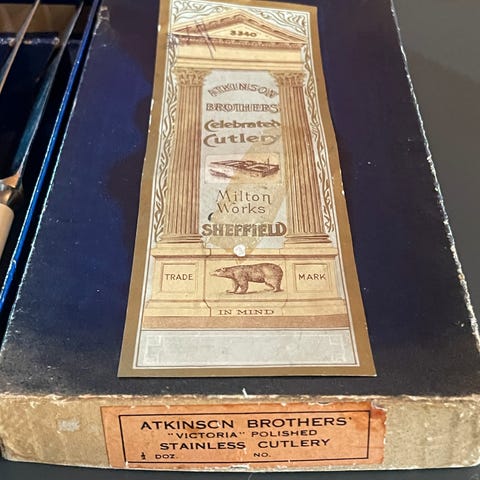 3340
ATKINSON
BROTHERS
Celebrated
Cutlery
Milton
Works
SHEFFIELD
TRADE
MARK
IN MIND
ATKINSON BROTHERS'
"VICTORIA" POLISHED
STAINLESS CUTLERY
½ DOZ. NO.